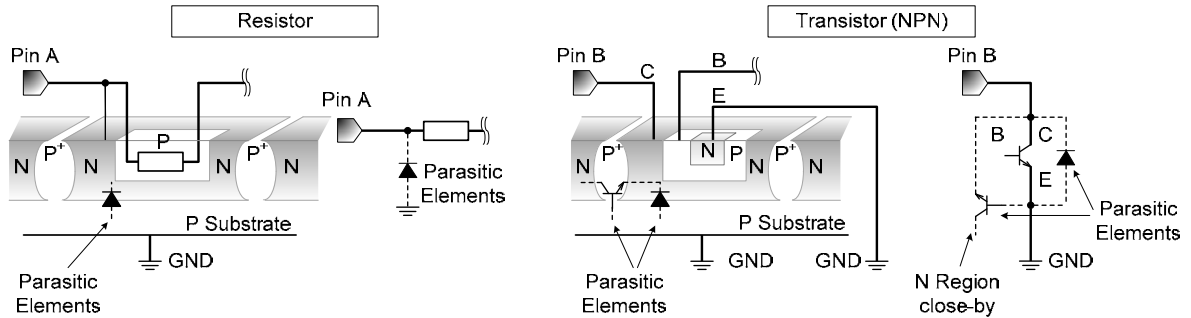 Resistor
Transistor (NPN)
Pin A
Pin B
C
B
E
Pin B
Pin A
N
P+
N
P
N
P+
N
Parasitic
Elements
N
P+
N
N
P
N
P+
N
B
C
E
P Substrate
GND
Parasitic
Elements
P Substrate
GND
GND
Parasitic
Elements
Parasitic
Elements
GND
N Region
close-by